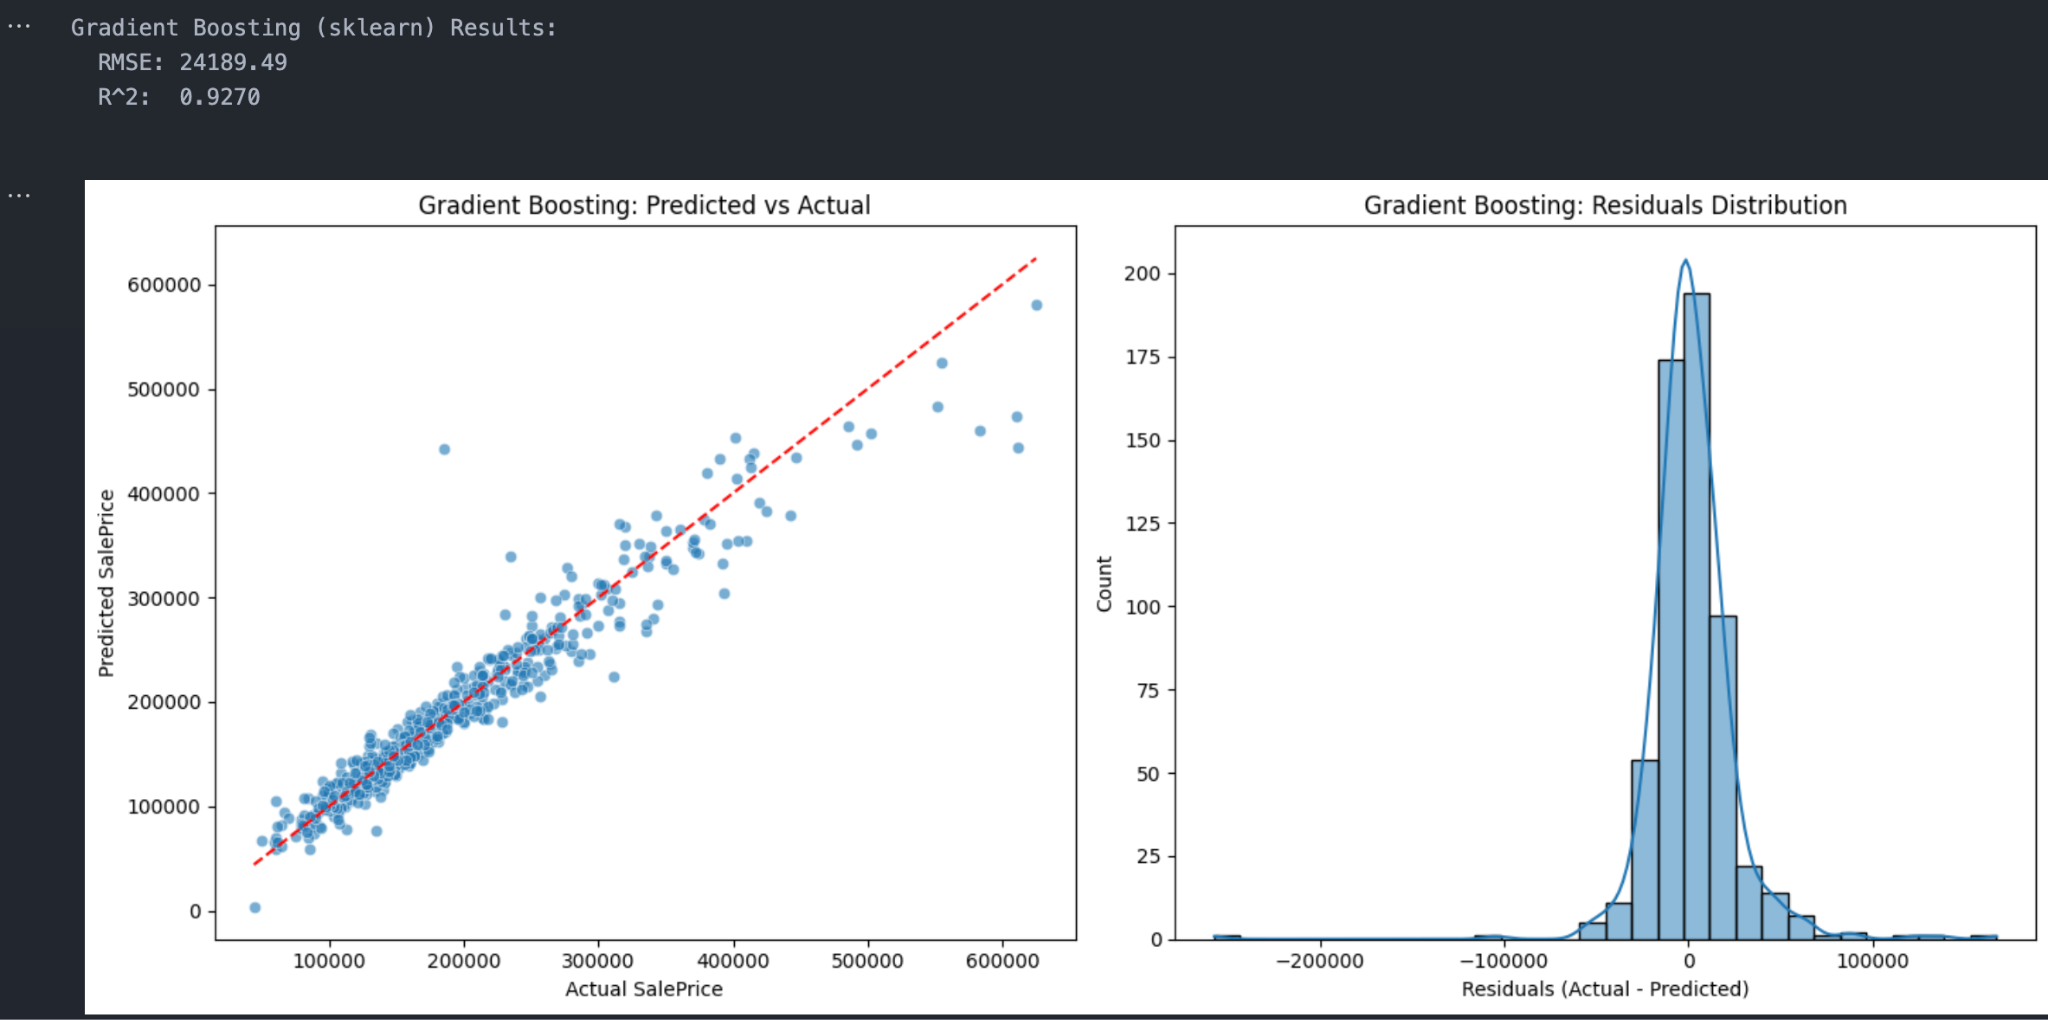 Gradient Boosting (sklearn) Results:
RMSE: 24189.49
R^2: 0.9270
Gradient Boosting: Predicted vs Actual
600000
500000
400000
300000
200000
100000
0
Predicted SalePrice
100000
200000
300000
400000
500000
600000
Actual SalePrice
Gradient Boosting: Residuals Distribution
200
175
150
125
100
75
50
25
0
Count
−200000
−100000
0
100000
Residuals (Actual - Predicted)